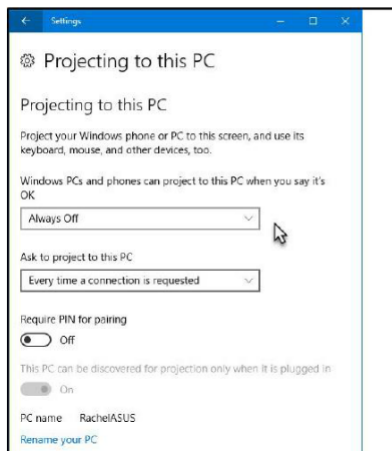 Settings
Projecting to this PC
Projecting to this PC
Project your Windows phone or PC to this screen, and use its
keyboard, mouse, and other devices, too.
Windows PCs and phones can project to this PC when you say it's
OK
Always Off
Ask to project to this PC
Every time a connection is requested
Require PIN for pairing
Off
This PC can be discovered for projection only when it is plugged in
On
PC name RachelASUS
Rename your PC